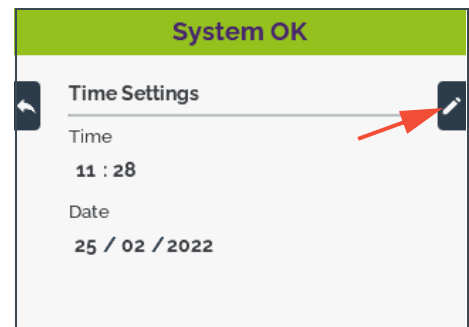 System OK
Time Settings
Time
11 : 28
Date
25 / 02 / 2022